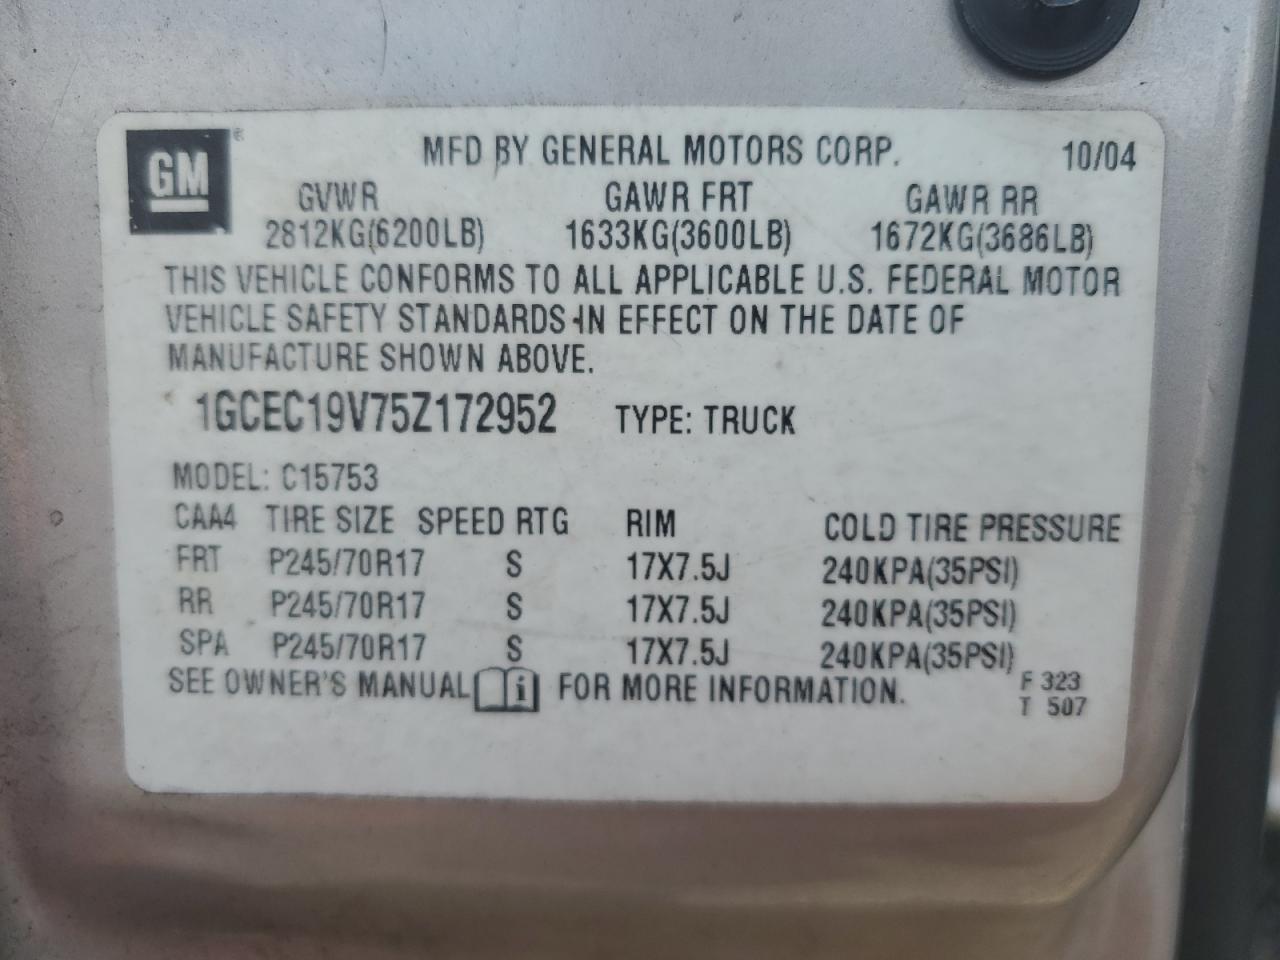 GM ®
MFD BY GENERAL MOTORS CORP. 10/04
GVWR GAWR FRT GAWR RR
2812KG(6200LB) 1633KG(3600LB) 1672KG(3686LB)
THIS VEHICLE CONFORMS TO ALL APPLICABLE U.S. FEDERAL MOTOR
VEHICLE SAFETY STANDARDS IN EFFECT ON THE DATE OF
MANUFACTURE SHOWN ABOVE.
1GCEC19V75Z172952 TYPE: TRUCK
MODEL: C15753
CAA4 TIRE SIZE SPEED RTG RIM COLD TIRE PRESSURE
FRT P245/70R17 S 17X7.5J 240KPA(35PSI)
RR P245/70R17 S 17X7.5J 240KPA(35PSI)
SPA P245/70R17 S 17X7.5J 240KPA(35PSI)
SEE OWNER'S MANUAL i FOR MORE INFORMATION. F 323
T 507